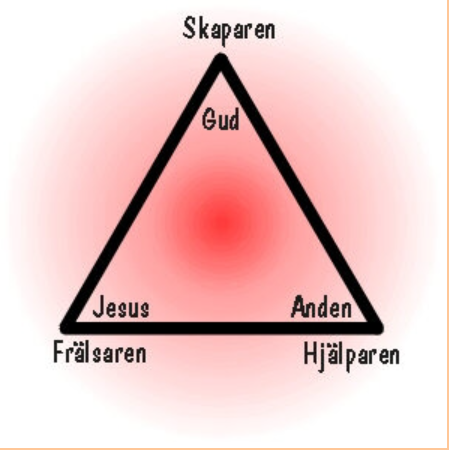 Skaparen
Gud
Jesus
Anden
Frälsaren
Hjälparen